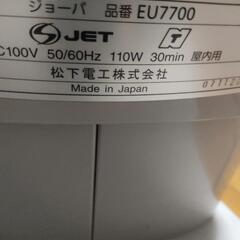 ジョーバ 品番 EU7700
JET
C100V 50/60Hz 110W 30min 屋内用
松下電工株式会社
Made in Japan